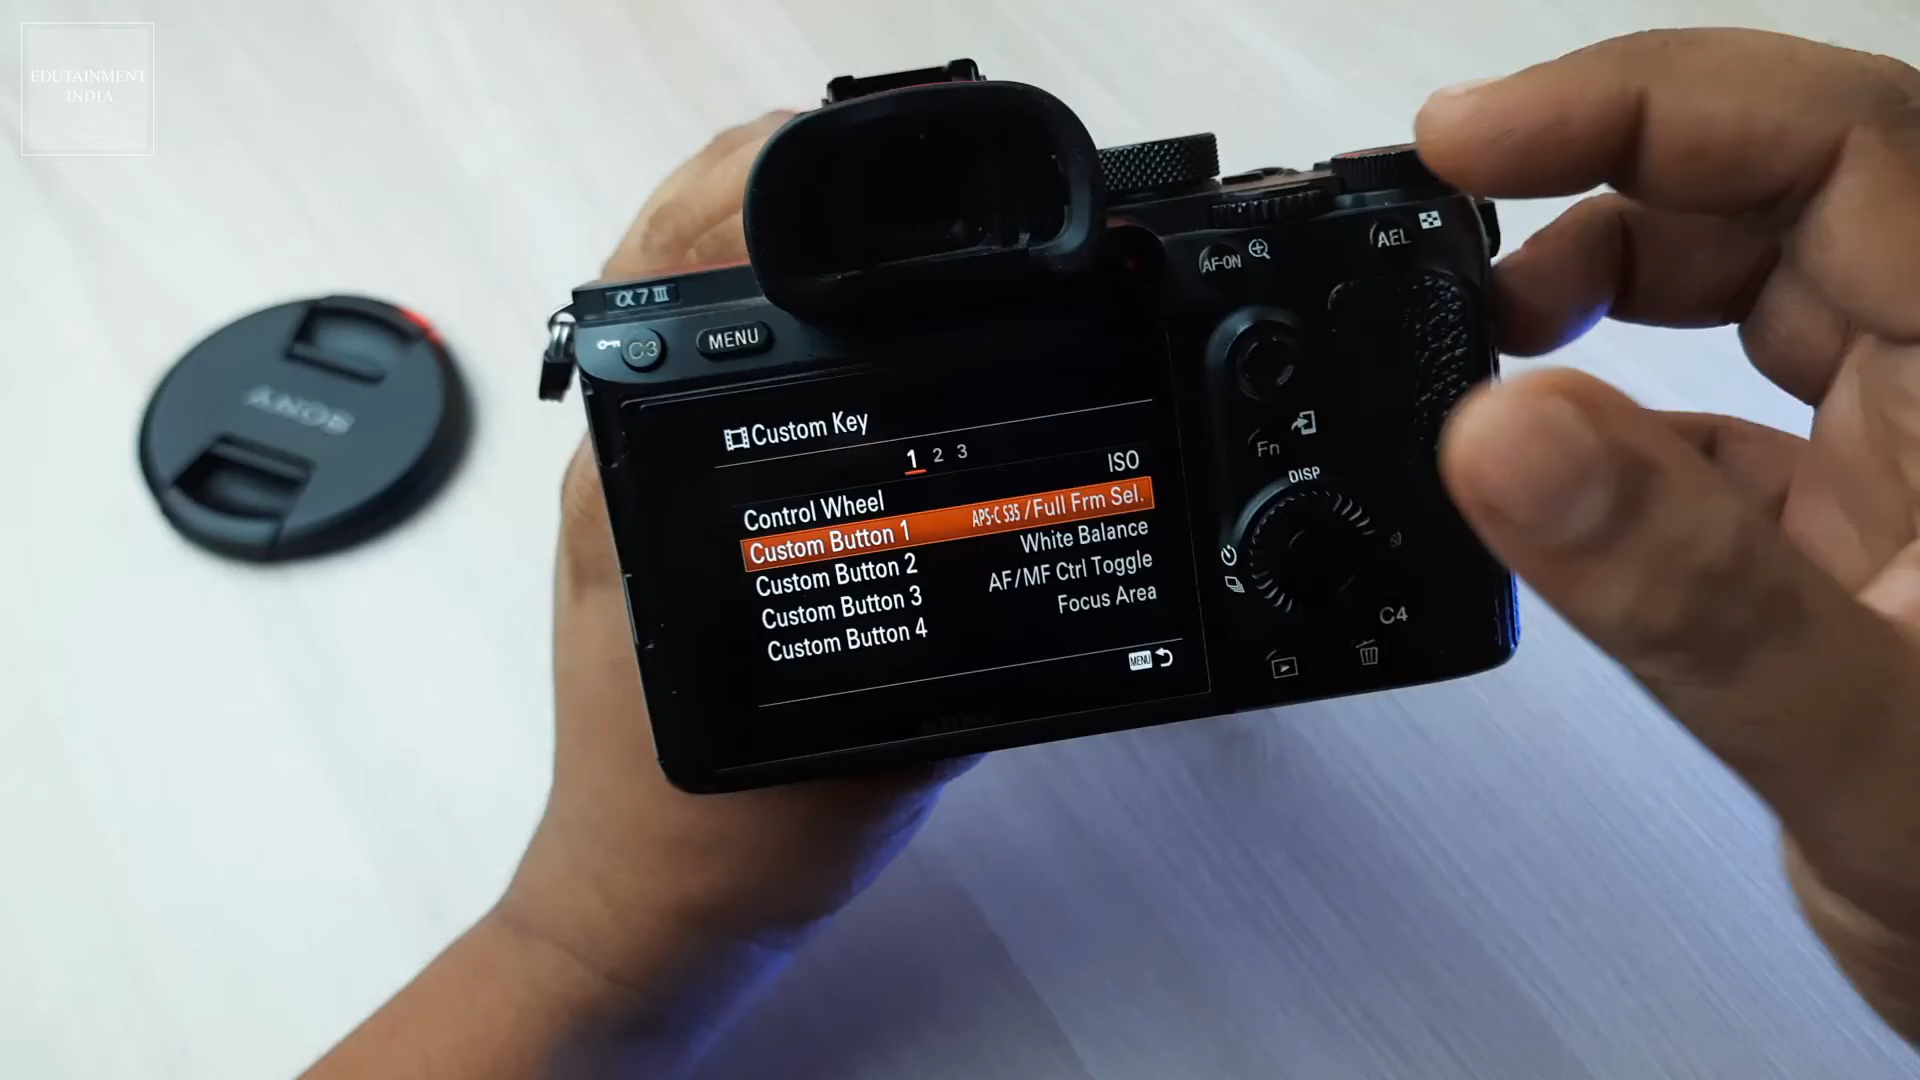 EDUTAINMENT
INDIA
α7III
C3
MENU
AF-ON
AEL
SONY
Custom Key
1 2 3
Control Wheel ISO
Custom Button 1 APS-C S35 /Full Frm Sel.
Custom Button 2 White Balance
Custom Button 3 AF/MF Ctrl Toggle
Custom Button 4 Focus Area
MENU
Fn
DISP
C4